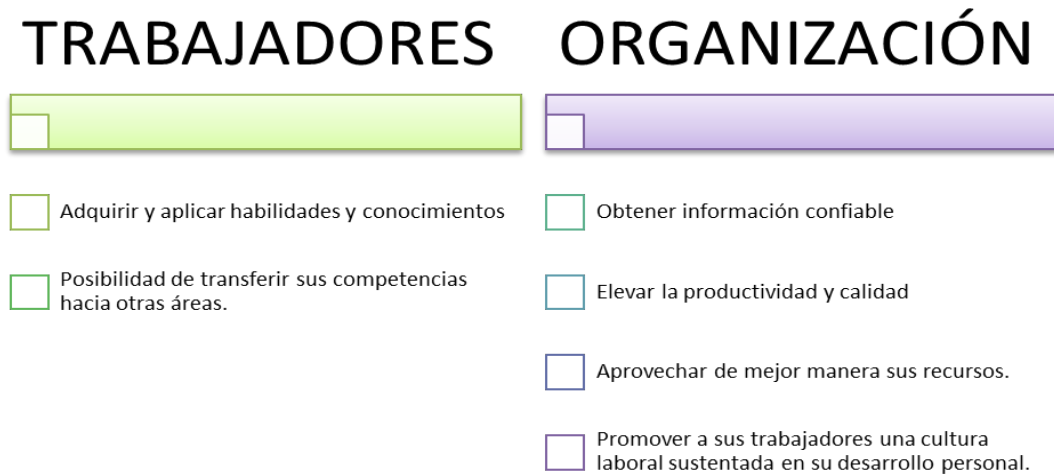 TRABAJADORES
Adquirir y aplicar habilidades y conocimientos
Posibilidad de transferir sus competencias
hacia otras áreas.
ORGANIZACIÓN
Obtener información confiable
Elevar la productividad y calidad
Aprovechar de mejor manera sus recursos.
Promover a sus trabajadores una cultura
laboral sustentada en su desarrollo personal.